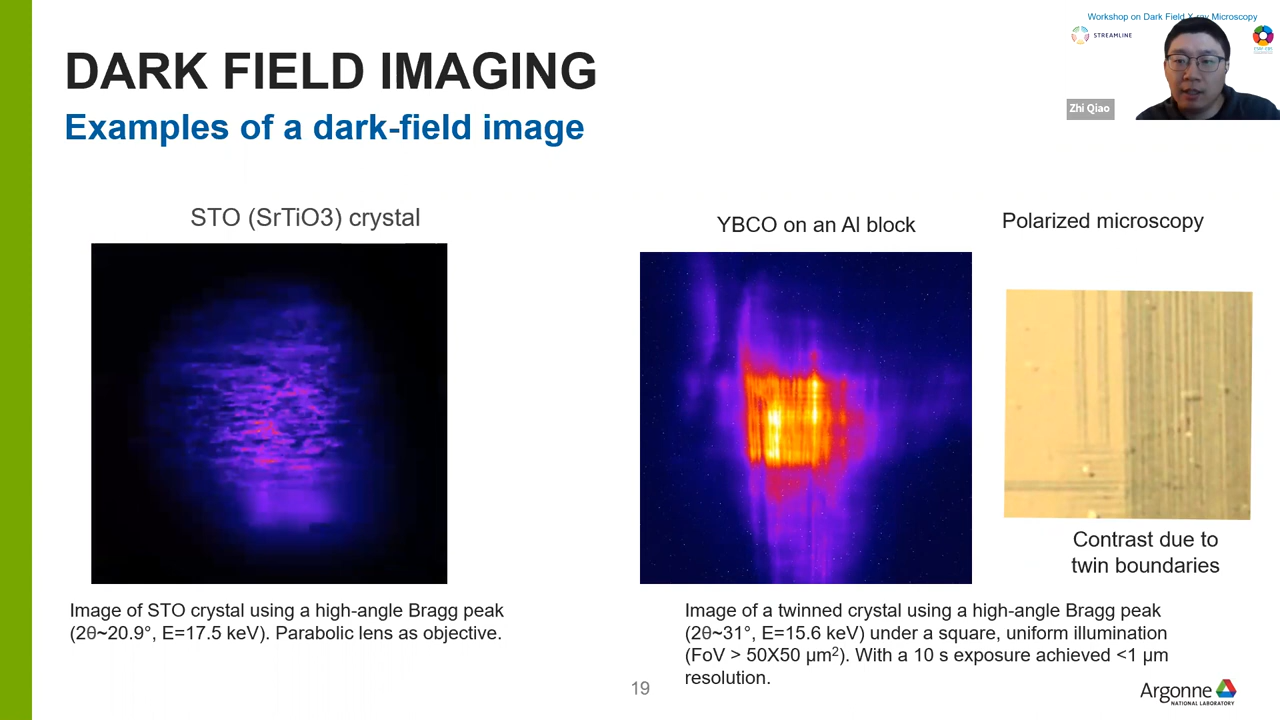 Workshop on Dark Field X-ray Microscopy
STREAMLINE
Zhi Qiao
DARK FIELD IMAGING
Examples of a dark-field image
STO (SrTiO3) crystal
YBCO on an Al block
Polarized microscopy
Contrast due to
twin boundaries
Image of STO crystal using a high-angle Bragg peak
(2θ~20.9°, E=17.5 keV). Parabolic lens as objective.
Image of a twinned crystal using a high-angle Bragg peak
(2θ~31°, E=15.6 keV) under a square, uniform illumination
(FoV > 50X50 µm²). With a 10 s exposure achieved <1 µm
resolution.
19
Argonne
NATIONAL LABORATORY